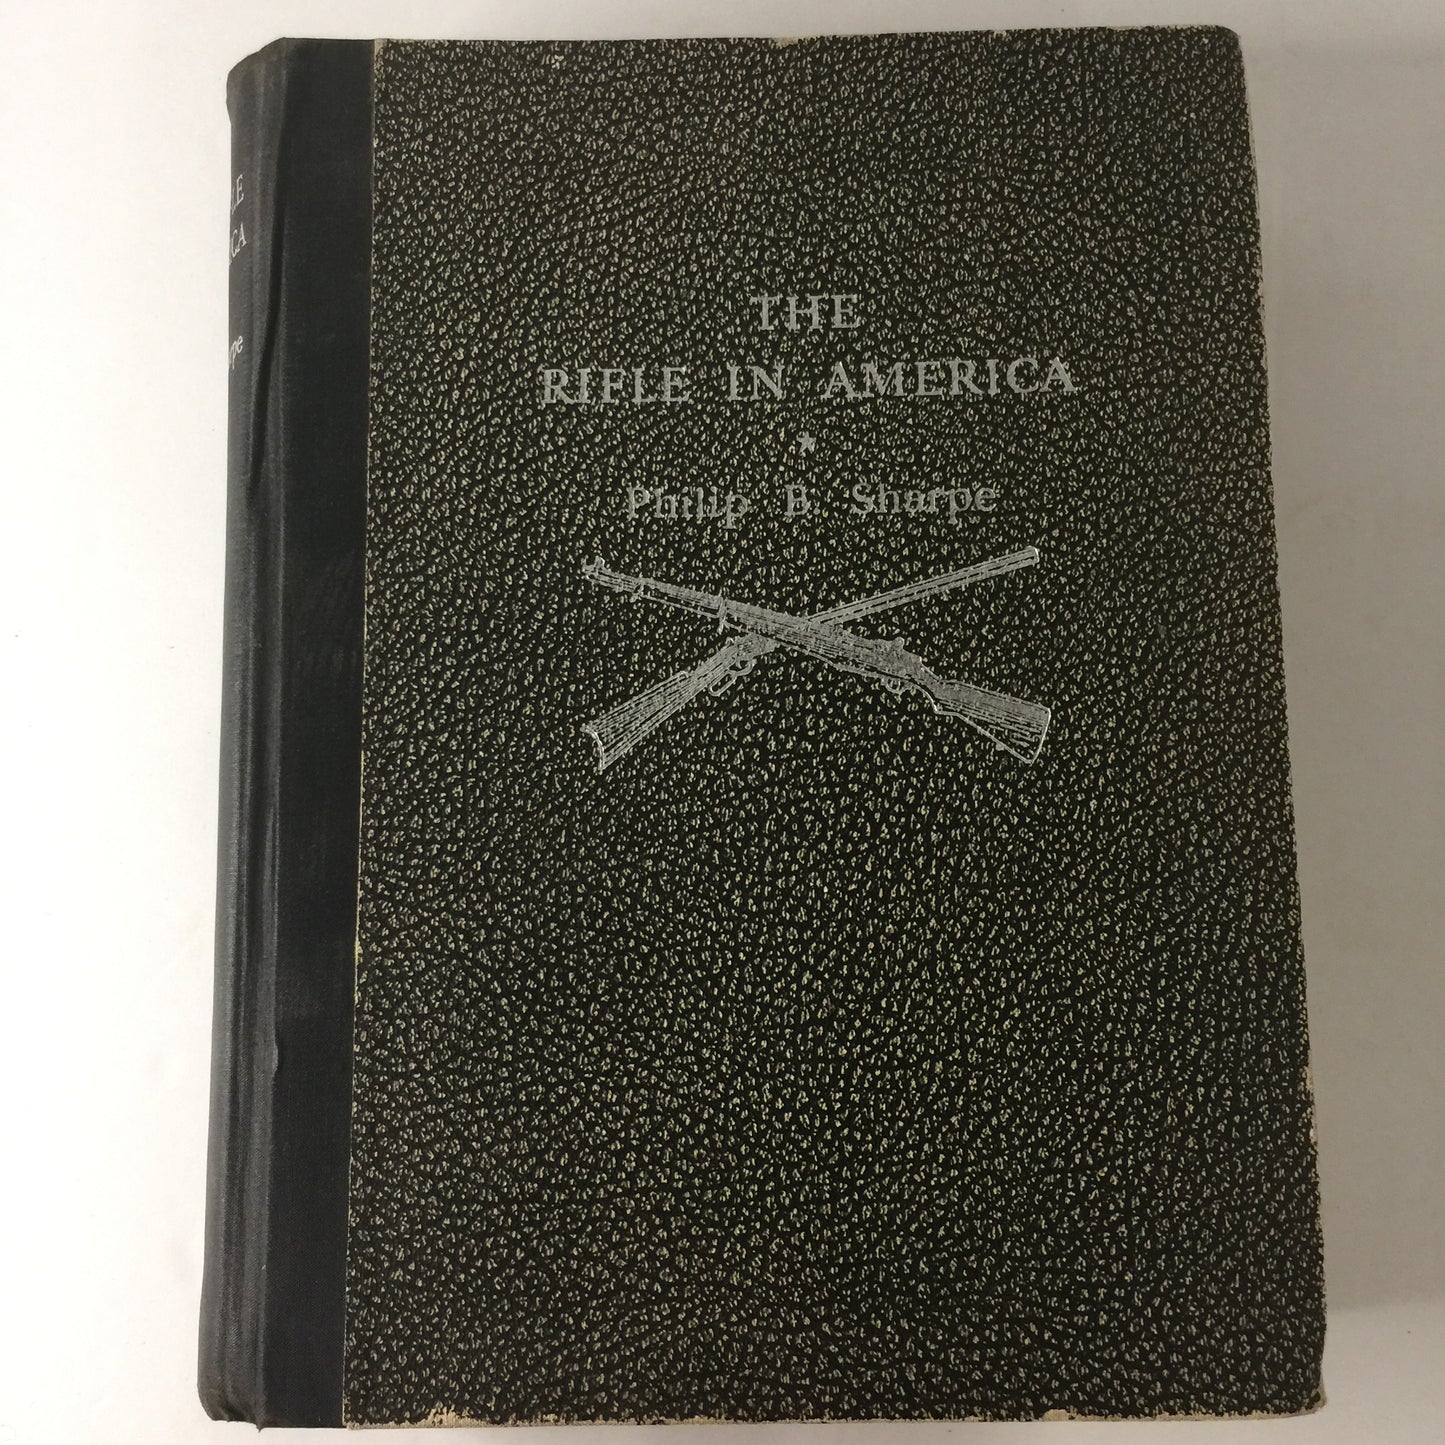 THE
RIFLE IN AMERICA
Philip B. Sharpe